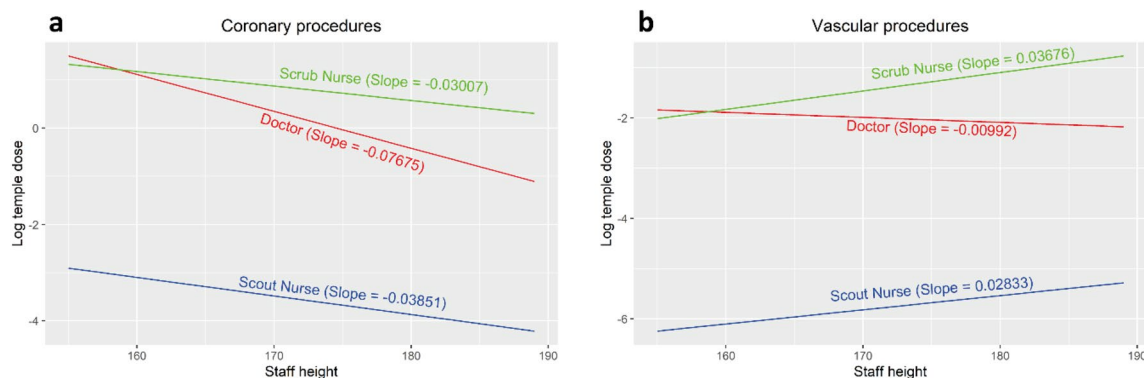 a
Coronary procedures
Log temple dose
0
-2
-4
Scrub Nurse (Slope = -0.03007)
Doctor (Slope = -0.07675)
Scout Nurse (Slope = -0.03851)
160 170 180 190
Staff height
b
Vascular procedures
Log temple dose
-2
-4
-6
Scrub Nurse (Slope = 0.03676)
Doctor (Slope = -0.00992)
Scout Nurse (Slope = 0.02833)
160 170 180 190
Staff height